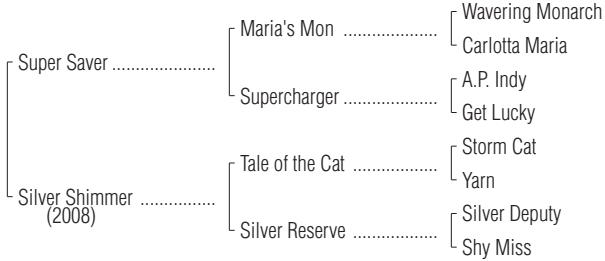 Wavering Monarch
Maria's Mon ..................
Carlotta Maria
Super Saver ......................
A.P. Indy
Supercharger ..................
Get Lucky
Storm Cat
Tale of the Cat ................
Yarn
Silver Shimmer ................
(2008)
Silver Deputy
Silver Reserve .................
Shy Miss